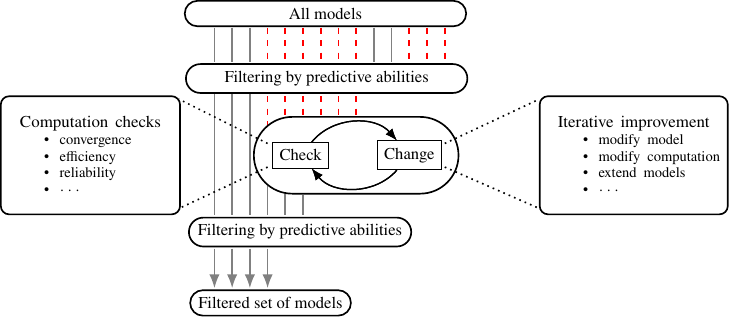 All models
Filtering by predictive abilities
Computation checks
• convergence
• efficiency
• reliability
• · · ·
Check
Change
Iterative improvement
• modify model
• modify computation
• extend models
• · · ·
Filtering by predictive abilities
Filtered set of models